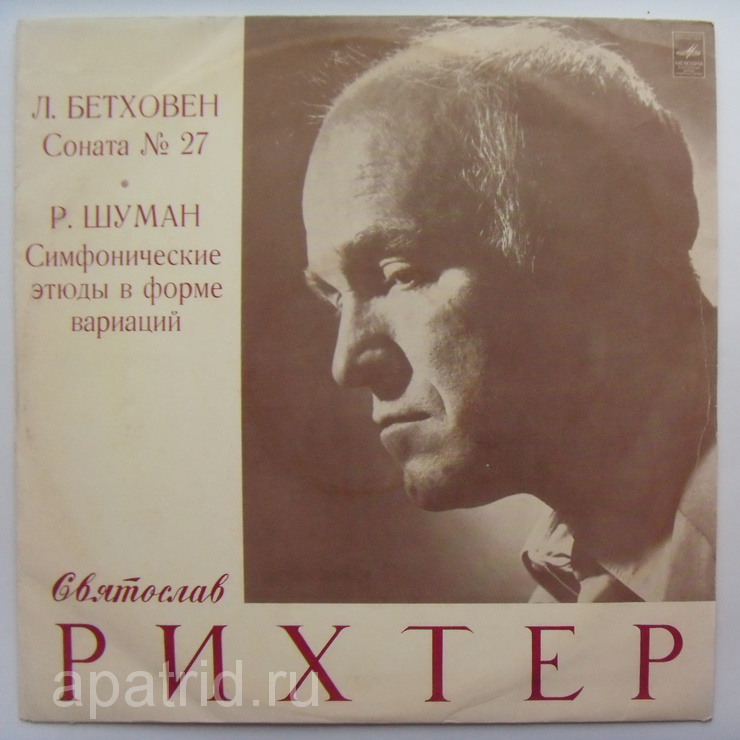 Л. БЕТХОВЕН
Соната № 27
Р. ШУМАН
Симфонические
этюды в форме
вариаций
Святослав
РИХТЕР
apatrid.ru